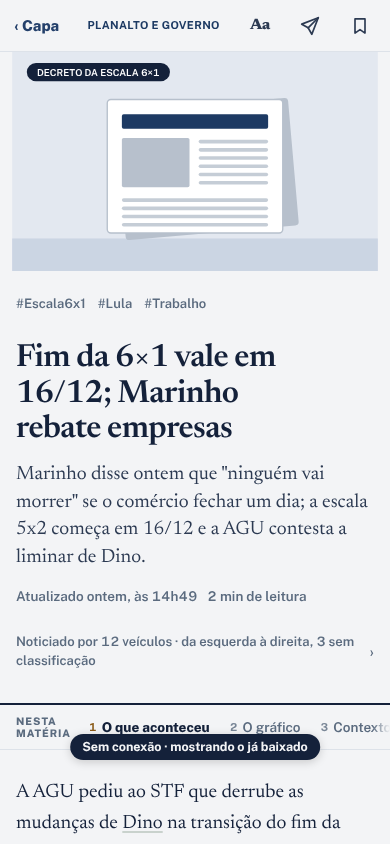 ‹ Capa
PLANALTO E GOVERNO
Aa
DECRETO DA ESCALA 6×1
#Escala6x1 #Lula #Trabalho
Fim da 6×1 vale em
16/12; Marinho
rebate empresas
Marinho disse ontem que "ninguém vai
morrer" se o comércio fechar um dia; a escala
5x2 começa em 16/12 e a AGU contesta a
liminar de Dino.
Atualizado ontem, às 14h49 2 min de leitura
Noticiado por 12 veículos · da esquerda à direita, 3 sem
classificação
›
NESTA
MATÉRIA
1 O que aconteceu 2 O gráfico 3 Contexto
Sem conexão · mostrando o já baixado
A AGU pediu ao STF que derrube as
mudanças de Dino na transição do fim da